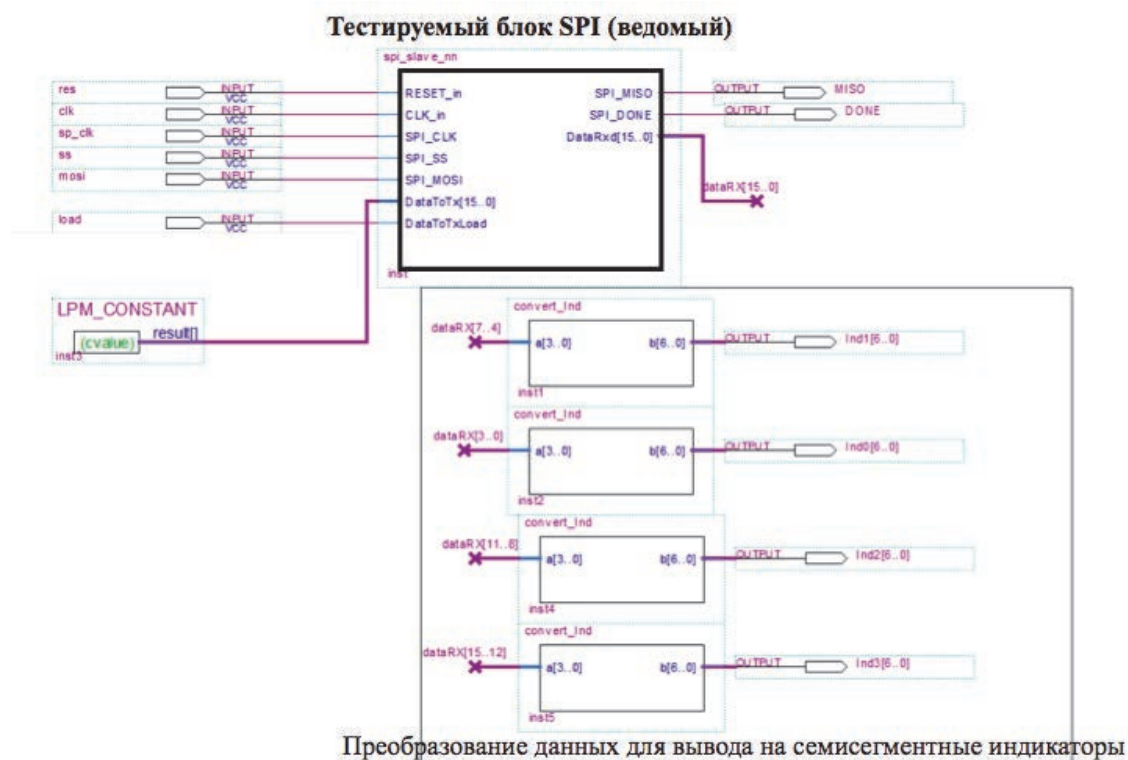 Тестируемый блок SPI (ведомый)
spi_slave_nn
res INPUT VCC RESET_in SPI_MISO OUTPUT MISO
clk INPUT VCC CLK_in SPI_DONE OUTPUT DONE
sp_clk INPUT VCC SPI_CLK DataRxd[15..0]
ss INPUT VCC SPI_SS
mosi INPUT VCC SPI_MOSI dataRX[15..0]
DataToTx[15..0]
load INPUT VCC DataToTxLoad
inst
LPM_CONSTANT
(cvalue) result[]
inst3
convert_Ind
dataRX[7..4] a[3..0] b[6..0] OUTPUT Ind1[6..0]
inst1
convert_Ind
dataRX[3..0] a[3..0] b[6..0] OUTPUT Ind0[6..0]
inst2
convert_Ind
dataRX[11..8] a[3..0] b[6..0] OUTPUT Ind2[6..0]
inst4
convert_Ind
dataRX[15..12] a[3..0] b[6..0] OUTPUT Ind3[6..0]
inst5
Преобразование данных для вывода на семисегментные индикаторы